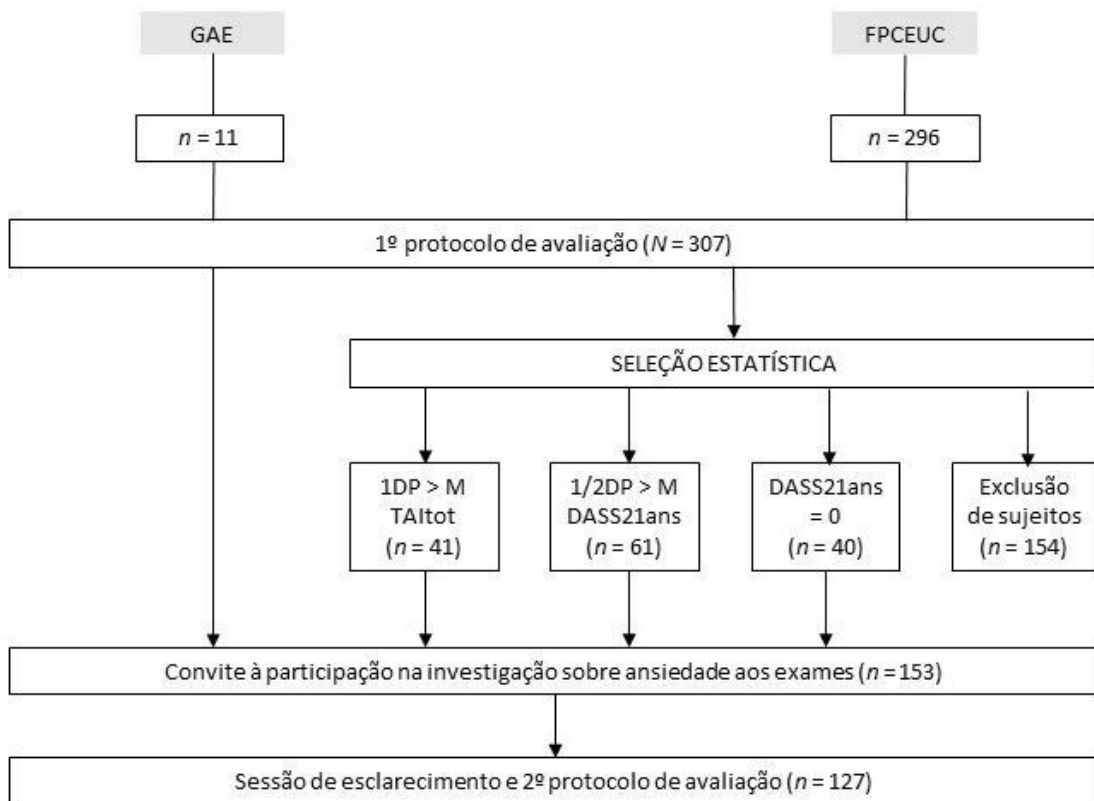 GAE
FPCEUC
n = 11
n = 296
1º protocolo de avaliação (N = 307)
SELEÇÃO ESTATÍSTICA
1DP > M
TAItot
(n = 41)
1/2DP > M
DASS21ans
(n = 61)
DASS21ans
= 0
(n = 40)
Exclusão
de sujeitos
(n = 154)
Convite à participação na investigação sobre ansiedade aos exames (n = 153)
Sessão de esclarecimento e 2º protocolo de avaliação (n = 127)